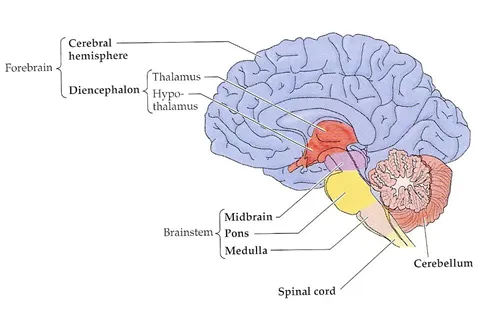 Cerebral
hemisphere
Forebrain
Diencephalon
Thalamus
Hypo-
thalamus
Midbrain
Brainstem
Pons
Medulla
Cerebellum
Spinal cord